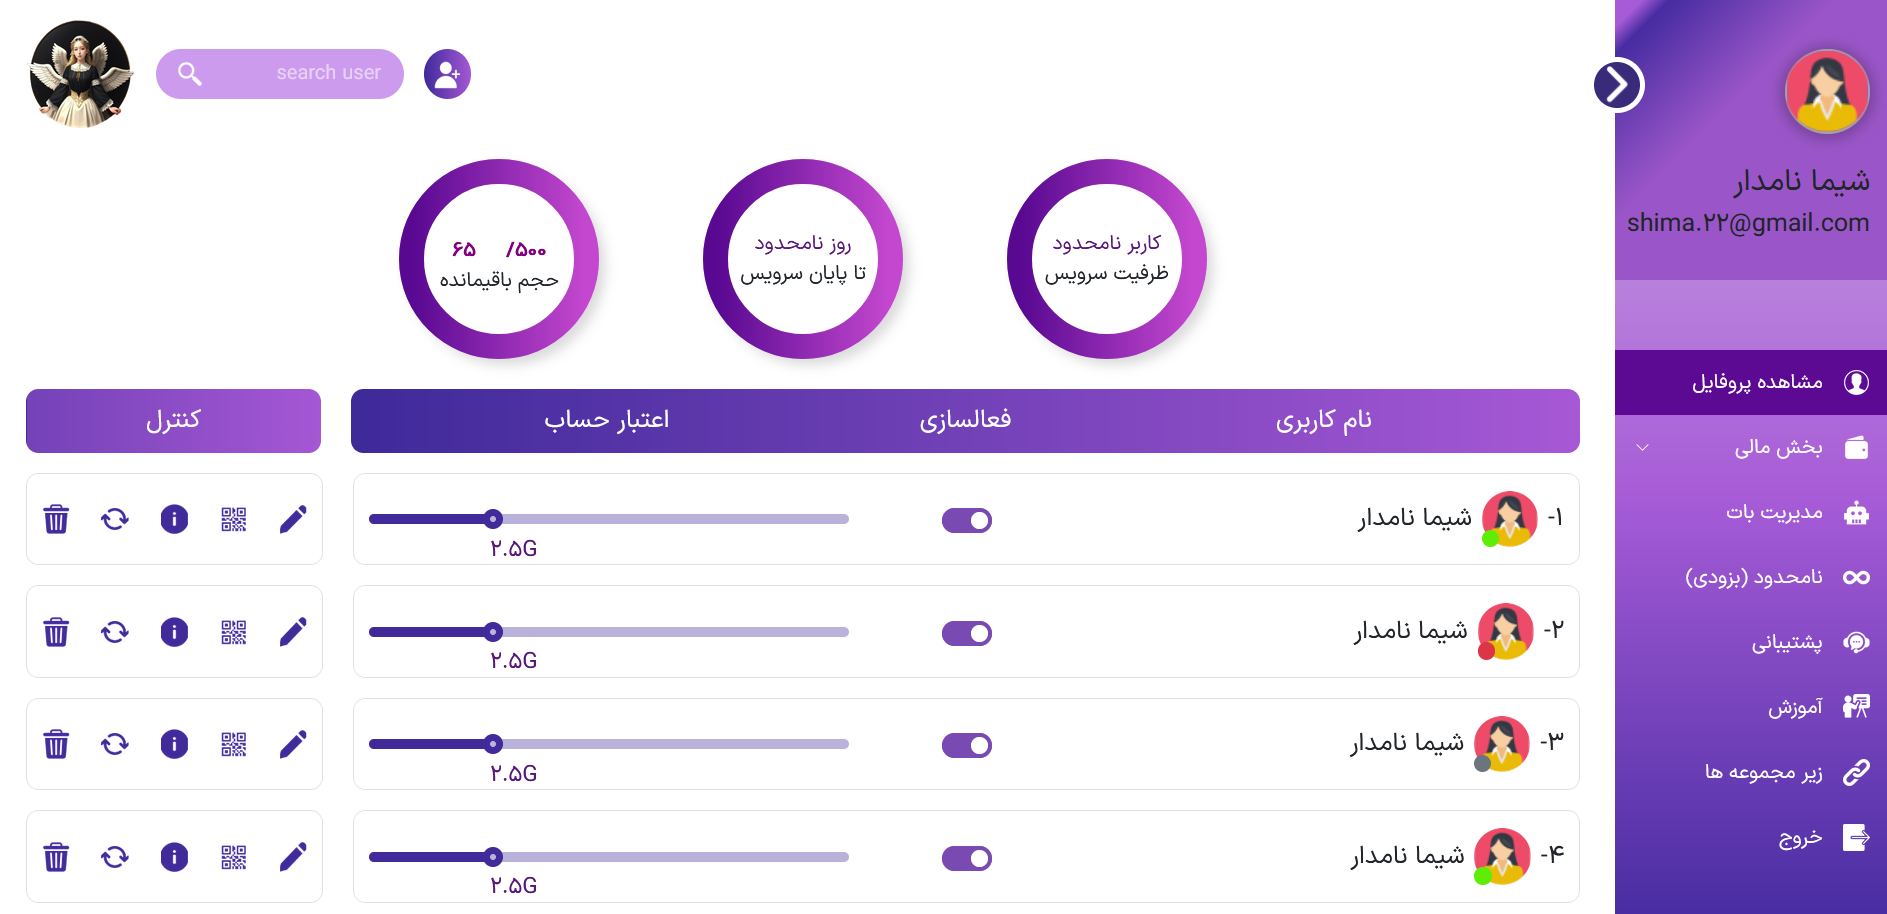 search user
شیما نامدار
shima.۲۲@gmail.com
کاربر نامحدود
ظرفیت سرویس
روز نامحدود
تا پایان سرویس
۶۵ /۵۰۰
حجم باقیمانده
مشاهده پروفایل
بخش مالی
مدیریت بات
نامحدود (بزودی)
پشتیبانی
آموزش
زیر مجموعه ها
خروج
نام کاربری
فعالسازی
اعتبار حساب
کنترل
۱- شیما نامدار
۲.۵G
۲- شیما نامدار
۲.۵G
۳- شیما نامدار
۲.۵G
۴- شیما نامدار
۲.۵G